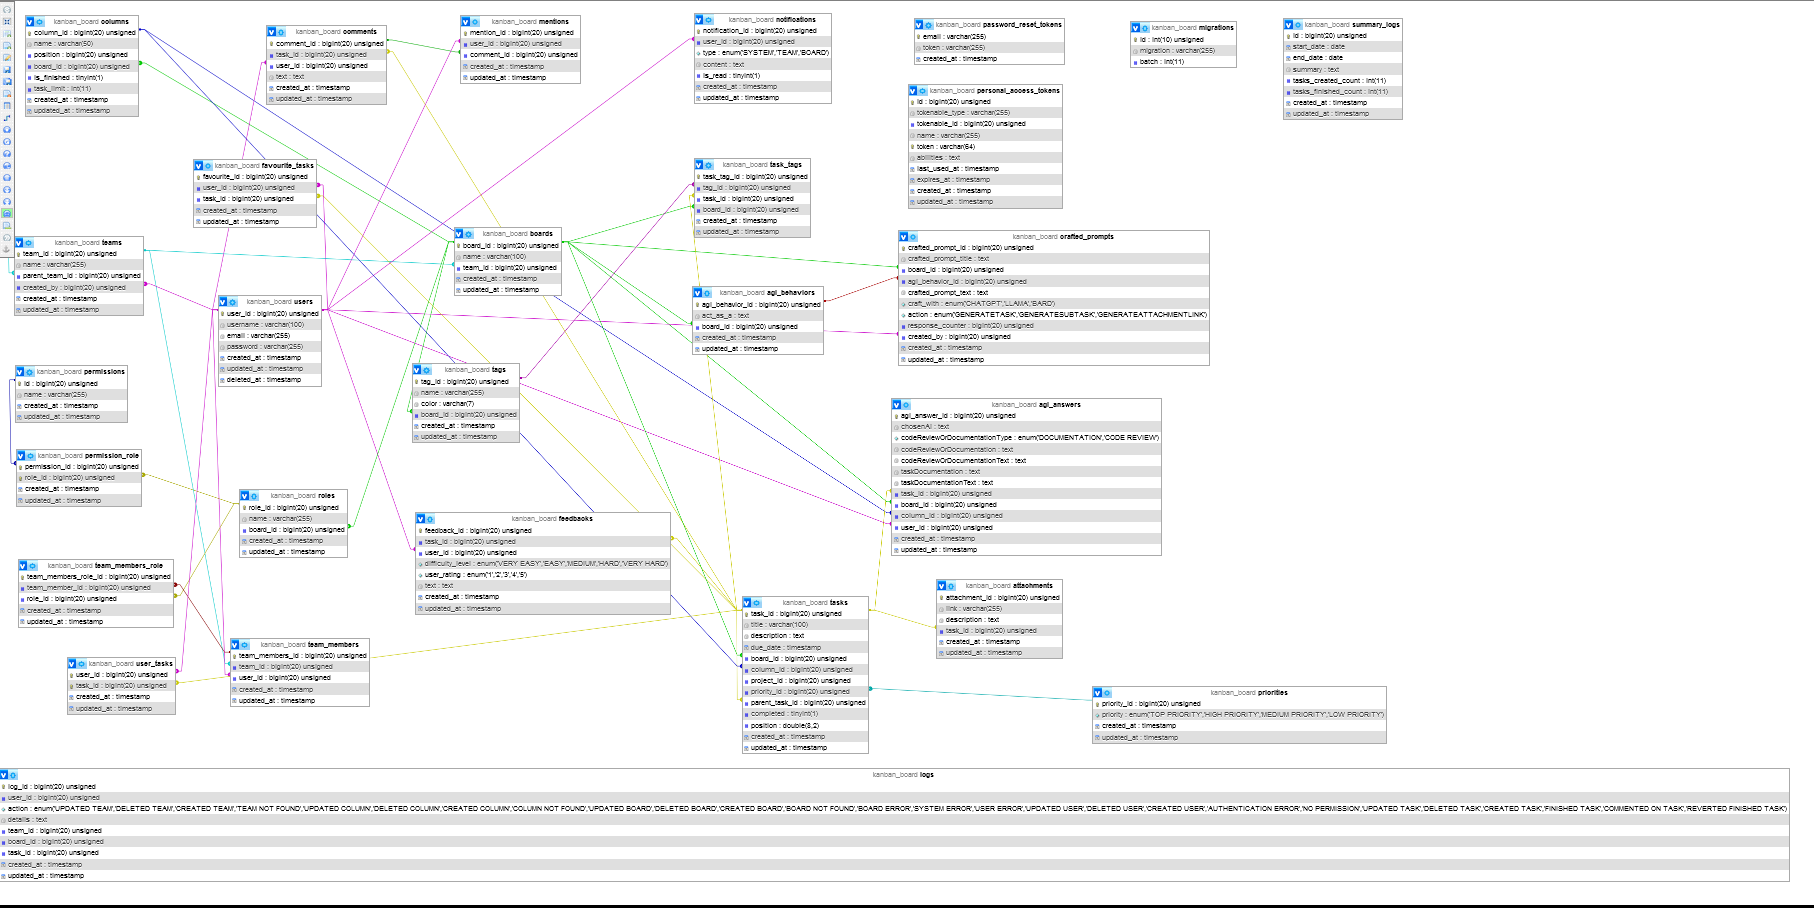 kanban_board columns
column_id : bigint(20) unsigned
name : varchar(50)
position : bigint(20) unsigned
board_id : bigint(20) unsigned
is_finished : tinyint(1)
task_limit : int(11)
created_at : timestamp
updated_at : timestamp
kanban_board comments
comment_id : bigint(20) unsigned
task_id : bigint(20) unsigned
user_id : bigint(20) unsigned
text : text
created_at : timestamp
updated_at : timestamp
kanban_board mentions
mention_id : bigint(20) unsigned
user_id : bigint(20) unsigned
comment_id : bigint(20) unsigned
created_at : timestamp
updated_at : timestamp
kanban_board notifications
notification_id : bigint(20) unsigned
user_id : bigint(20) unsigned
type : enum('SYSTEM','TEAM','BOARD')
content : text
is_read : tinyint(1)
created_at : timestamp
updated_at : timestamp
kanban_board password_reset_tokens
email : varchar(255)
token : varchar(255)
created_at : timestamp
kanban_board migrations
id : int(10) unsigned
migration : varchar(255)
batch : int(11)
kanban_board summary_logs
id : bigint(20) unsigned
start_date : date
end_date : date
summary : text
tasks_created_count : int(11)
tasks_finished_count : int(11)
created_at : timestamp
updated_at : timestamp
kanban_board personal_access_tokens
id : bigint(20) unsigned
tokenable_type : varchar(255)
tokenable_id : bigint(20) unsigned
name : varchar(255)
token : varchar(64)
abilities : text
last_used_at : timestamp
expires_at : timestamp
created_at : timestamp
updated_at : timestamp
kanban_board favourite_tasks
favourite_id : bigint(20) unsigned
user_id : bigint(20) unsigned
task_id : bigint(20) unsigned
created_at : timestamp
updated_at : timestamp
kanban_board task_tags
task_tag_id : bigint(20) unsigned
tag_id : bigint(20) unsigned
task_id : bigint(20) unsigned
board_id : bigint(20) unsigned
created_at : timestamp
updated_at : timestamp
kanban_board teams
team_id : bigint(20) unsigned
name : varchar(255)
parent_team_id : bigint(20) unsigned
created_by : bigint(20) unsigned
created_at : timestamp
updated_at : timestamp
kanban_board boards
board_id : bigint(20) unsigned
name : varchar(100)
team_id : bigint(20) unsigned
created_at : timestamp
updated_at : timestamp
kanban_board crafted_prompts
crafted_prompt_id : bigint(20) unsigned
crafted_prompt_title : text
board_id : bigint(20) unsigned
agi_behavior_id : bigint(20) unsigned
crafted_prompt_text : text
craft_with : enum('CHATGPT','LLAMA','BARD')
action : enum('GENERATETASK','GENERATESUBTASK','GENERATEATTACHMENTLINK')
response_counter : bigint(20) unsigned
created_by : bigint(20) unsigned
created_at : timestamp
updated_at : timestamp
kanban_board users
user_id : bigint(20) unsigned
username : varchar(100)
email : varchar(255)
password : varchar(255)
created_at : timestamp
updated_at : timestamp
deleted_at : timestamp
kanban_board agi_behaviors
agi_behavior_id : bigint(20) unsigned
act_as_a : text
board_id : bigint(20) unsigned
created_at : timestamp
updated_at : timestamp
kanban_board permissions
id : bigint(20) unsigned
name : varchar(255)
created_at : timestamp
updated_at : timestamp
kanban_board tags
tag_id : bigint(20) unsigned
name : varchar(255)
color : varchar(7)
board_id : bigint(20) unsigned
created_at : timestamp
updated_at : timestamp
kanban_board agi_answers
agi_answer_id : bigint(20) unsigned
chosenAI : text
codeReviewOrDocumentationType : enum('DOCUMENTATION','CODE REVIEW')
codeReviewOrDocumentation : text
codeReviewOrDocumentationText : text
taskDocumentation : text
taskDocumentationText : text
task_id : bigint(20) unsigned
board_id : bigint(20) unsigned
column_id : bigint(20) unsigned
user_id : bigint(20) unsigned
created_at : timestamp
updated_at : timestamp
kanban_board permission_role
permission_id : bigint(20) unsigned
role_id : bigint(20) unsigned
created_at : timestamp
updated_at : timestamp
kanban_board roles
role_id : bigint(20) unsigned
name : varchar(255)
board_id : bigint(20) unsigned
created_at : timestamp
updated_at : timestamp
kanban_board feedbacks
feedback_id : bigint(20) unsigned
task_id : bigint(20) unsigned
user_id : bigint(20) unsigned
difficulty_level : enum('VERY EASY','EASY','MEDIUM','HARD','VERY HARD')
user_rating : enum('1','2','3','4','5')
text : text
created_at : timestamp
updated_at : timestamp
kanban_board team_members_role
team_members_role_id : bigint(20) unsigned
team_member_id : bigint(20) unsigned
role_id : bigint(20) unsigned
created_at : timestamp
updated_at : timestamp
kanban_board attachments
attachment_id : bigint(20) unsigned
link : varchar(255)
description : text
task_id : bigint(20) unsigned
created_at : timestamp
updated_at : timestamp
kanban_board tasks
task_id : bigint(20) unsigned
title : varchar(100)
description : text
due_date : timestamp
board_id : bigint(20) unsigned
column_id : bigint(20) unsigned
project_id : bigint(20) unsigned
priority_id : bigint(20) unsigned
parent_task_id : bigint(20) unsigned
completed : tinyint(1)
position : double(8,2)
created_at : timestamp
updated_at : timestamp
kanban_board team_members
team_members_id : bigint(20) unsigned
team_id : bigint(20) unsigned
user_id : bigint(20) unsigned
created_at : timestamp
updated_at : timestamp
kanban_board user_tasks
user_id : bigint(20) unsigned
task_id : bigint(20) unsigned
created_at : timestamp
updated_at : timestamp
kanban_board priorities
priority_id : bigint(20) unsigned
priority : enum('TOP PRIORITY','HIGH PRIORITY','MEDIUM PRIORITY','LOW PRIORITY')
created_at : timestamp
updated_at : timestamp
kanban_board logs
log_id : bigint(20) unsigned
user_id : bigint(20) unsigned
action : enum('UPDATED TEAM','DELETED TEAM','CREATED TEAM','TEAM NOT FOUND','UPDATED COLUMN','DELETED COLUMN','CREATED COLUMN','COLUMN NOT FOUND','UPDATED BOARD','DELETED BOARD','CREATED BOARD','BOARD NOT FOUND','BOARD ERROR','SYSTEM ERROR','USER ERROR','UPDATED USER','DELETED USER','CREATED USER','AUTHENTICATION ERROR','NO PERMISSION','UPDATED TASK','DELETED TASK','CREATED TASK','FINISHED TASK','COMMENTED ON TASK','REVERTED FINISHED TASK')
details : text
team_id : bigint(20) unsigned
board_id : bigint(20) unsigned
task_id : bigint(20) unsigned
created_at : timestamp
updated_at : timestamp